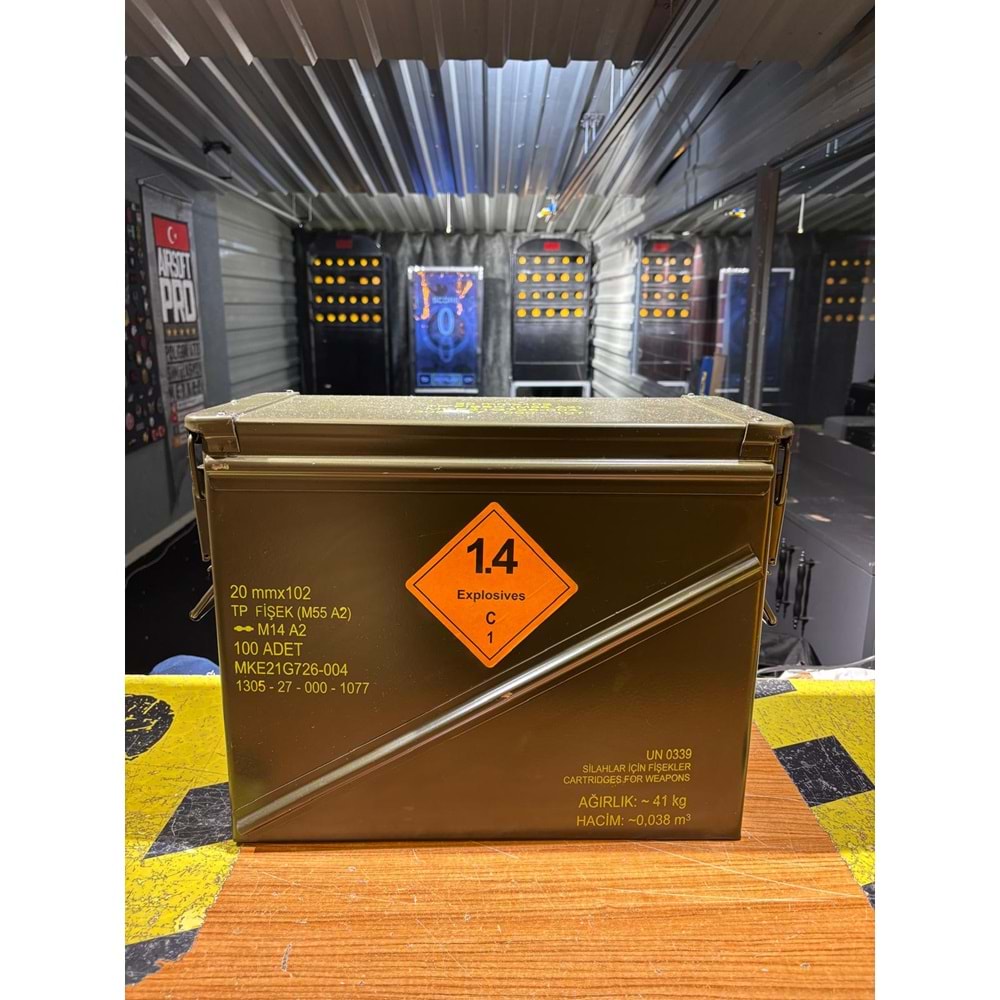 AIRSOFT
PRO
SCORE
0
1.4
Explosives
C
1
20 mmx102
TP FİŞEK (M55 A2)
M14 A2
100 ADET
MKE21G726-004
1305 - 27 - 000 - 1077
UN 0339
SİLAHLAR İÇİN FİŞEKLER
CARTRIDGES FOR WEAPONS
AĞIRLIK: ~ 41 kg
HACİM: ~0,038 m³